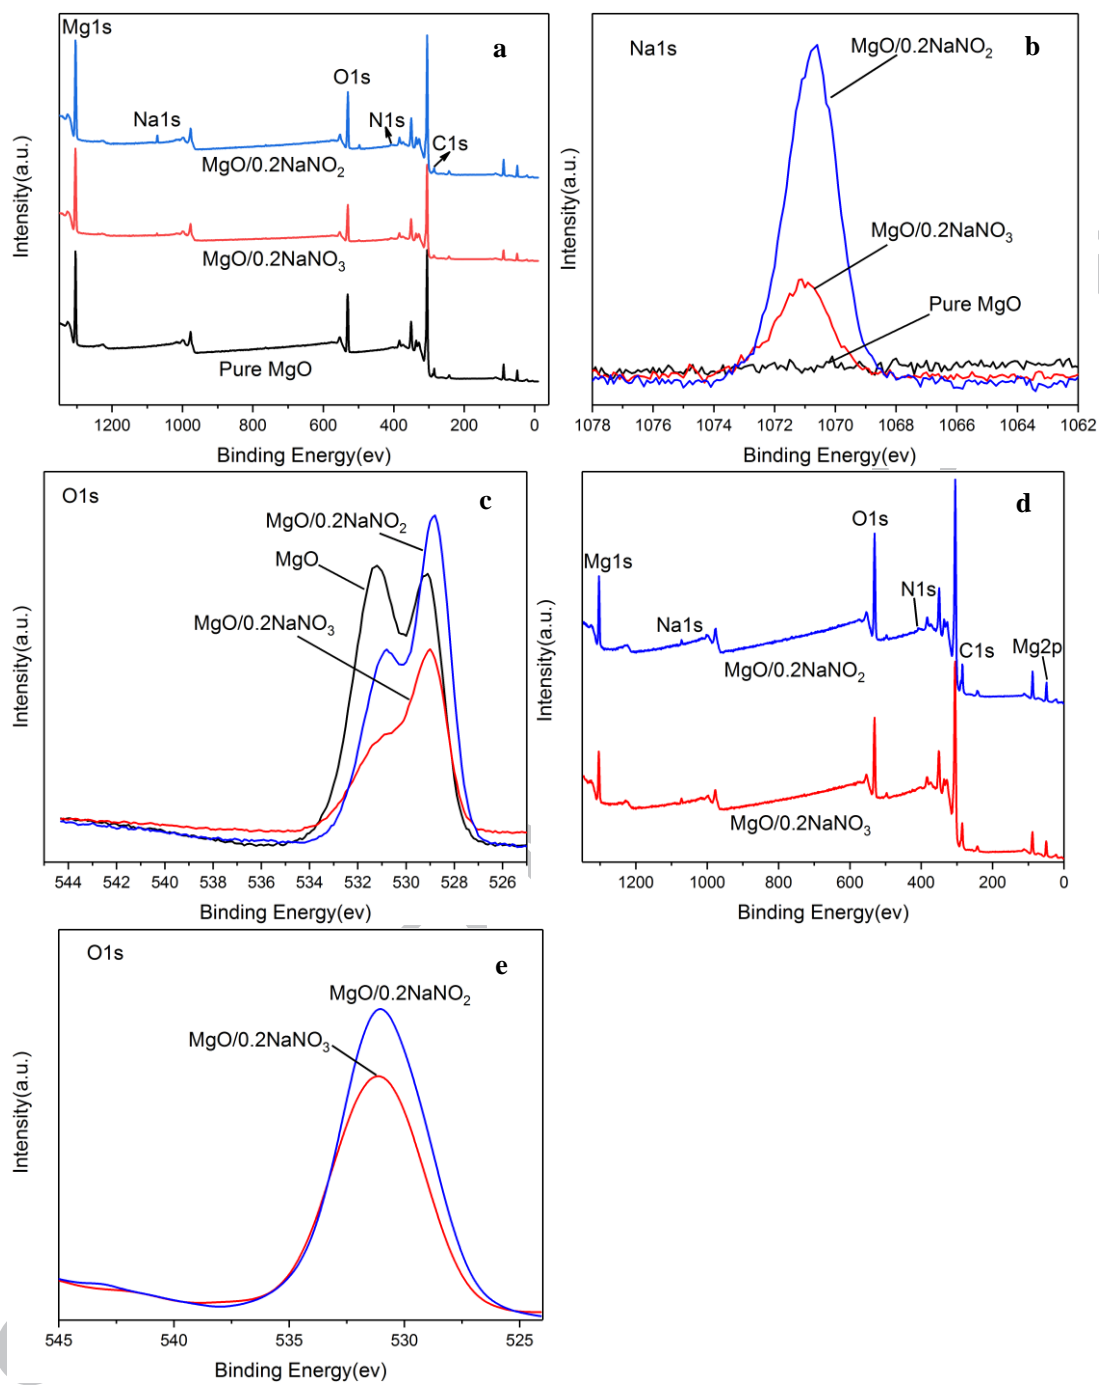 Mg1s
a
O1s
Na1s
N1s
C1s
MgO/0.2NaNO₂
MgO/0.2NaNO₃
Pure MgO
Intensity(a.u.)
1200 1000 800 600 400 200 0
Binding Energy(ev)
Na1s
MgO/0.2NaNO₂
b
MgO/0.2NaNO₃
Pure MgO
Intensity(a.u.)
1078 1076 1074 1072 1070 1068 1066 1064 1062
Binding Energy(ev)
O1s
c
MgO/0.2NaNO₂
MgO
MgO/0.2NaNO₃
Intensity(a.u.)
544 542 540 538 536 534 532 530 528 526
Binding Energy(ev)
d
O1s
Mg1s
N1s
Na1s
C1s
Mg2p
MgO/0.2NaNO₂
MgO/0.2NaNO₃
Intensity(a.u.)
1200 1000 800 600 400 200 0
Binding Energy(ev)
O1s
e
MgO/0.2NaNO₂
MgO/0.2NaNO₃
Intensity(a.u.)
545 540 535 530 525
Binding Energy(ev)